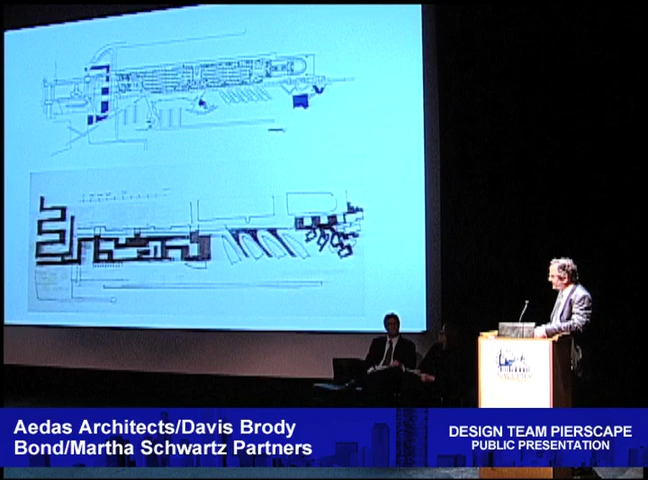 Aedas Architects/Davis Brody
Bond/Martha Schwartz Partners
DESIGN TEAM PIERSCAPE
PUBLIC PRESENTATION